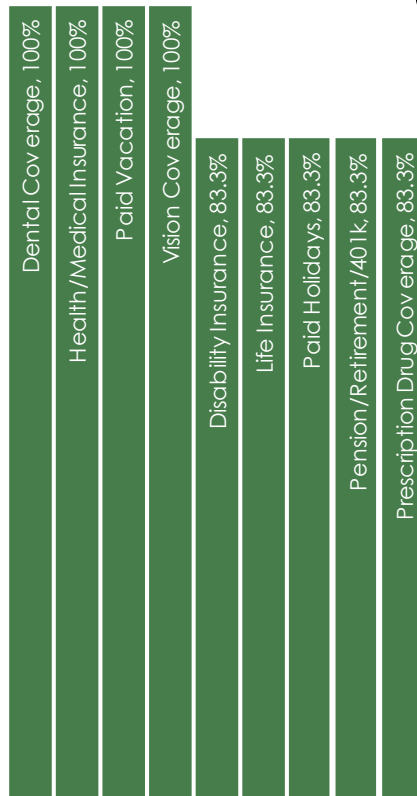 Dental Coverage, 100%
Health/Medical Insurance, 100%
Paid Vacation, 100%
Vision Coverage, 100%
Disability Insurance, 83.3%
Life Insurance, 83.3%
Paid Holidays, 83.3%
Pension/Retirement/401k, 83.3%
Prescription Drug Coverage, 83.3%